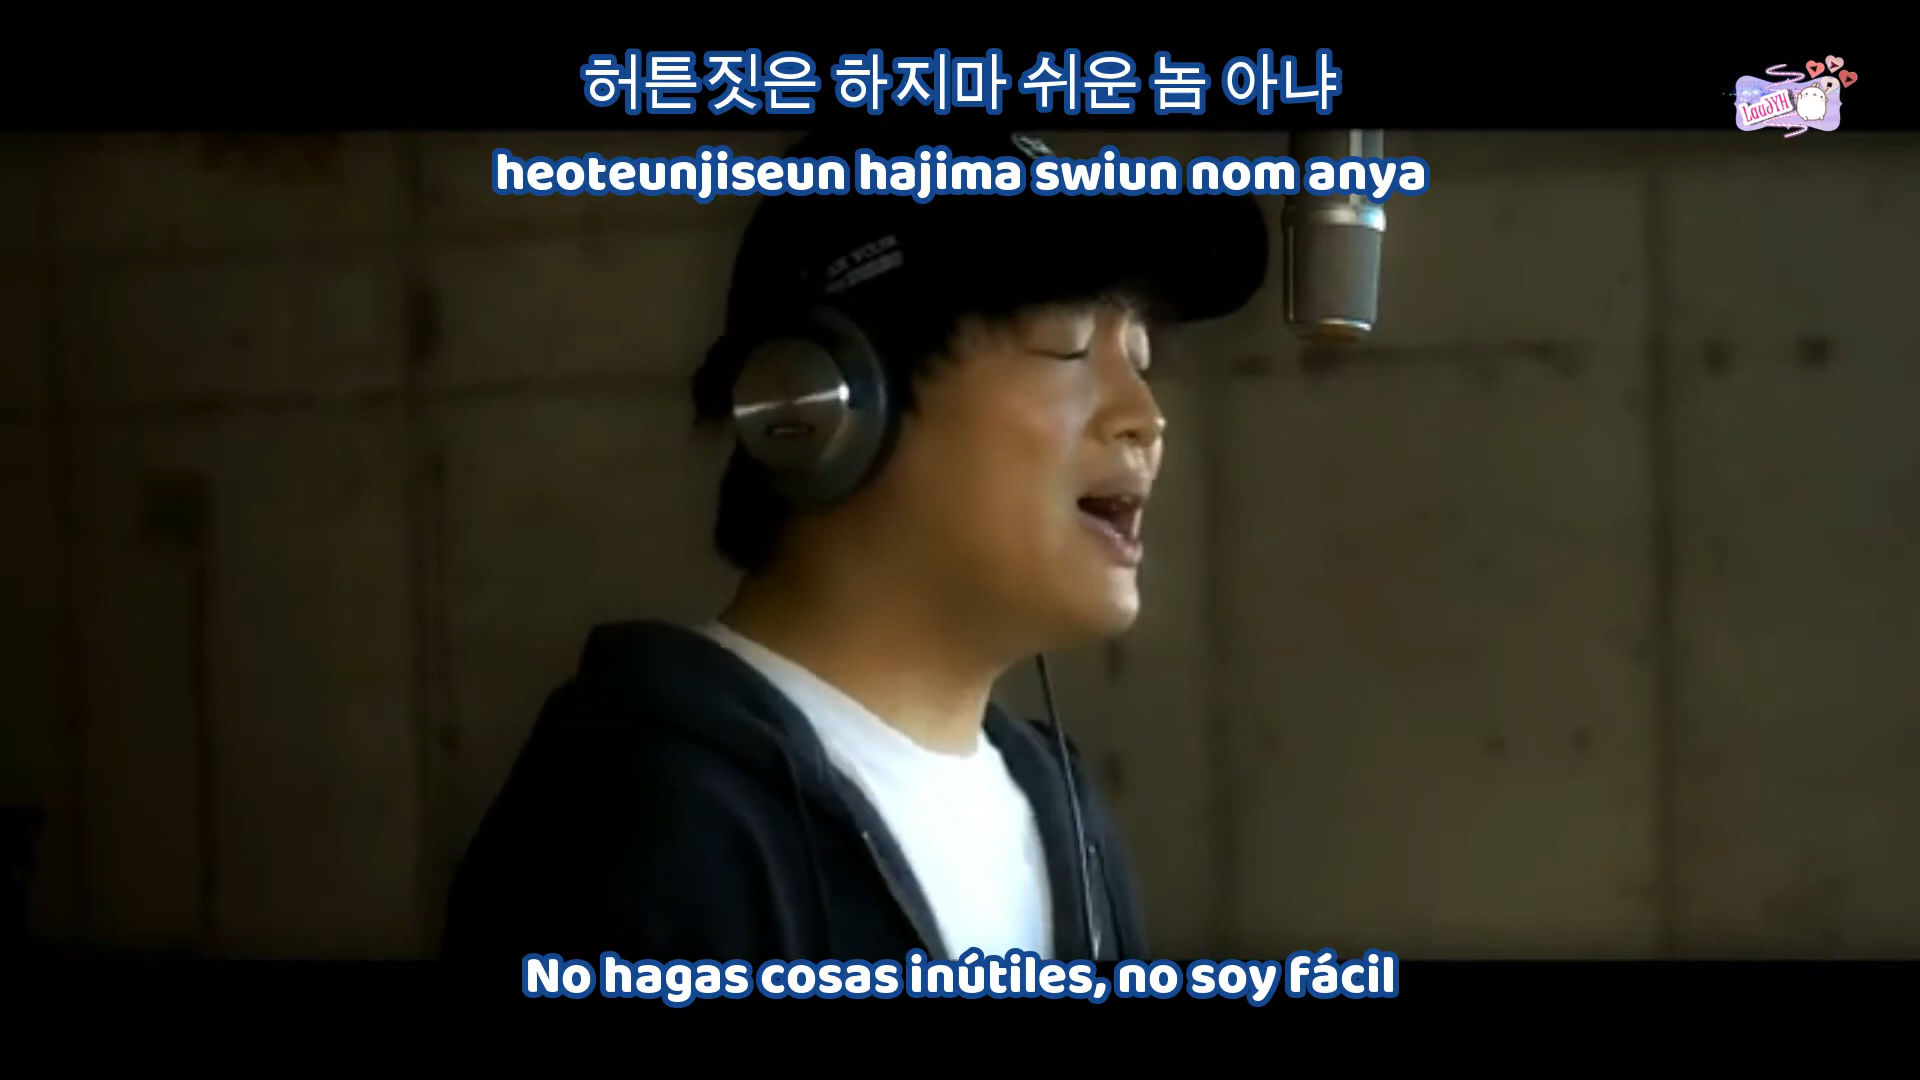 허튼짓은 하지마 쉬운 놈 아냐
LauJYH
heoteunjiseun hajima swiun nom anya
No hagas cosas inútiles, no soy fácil